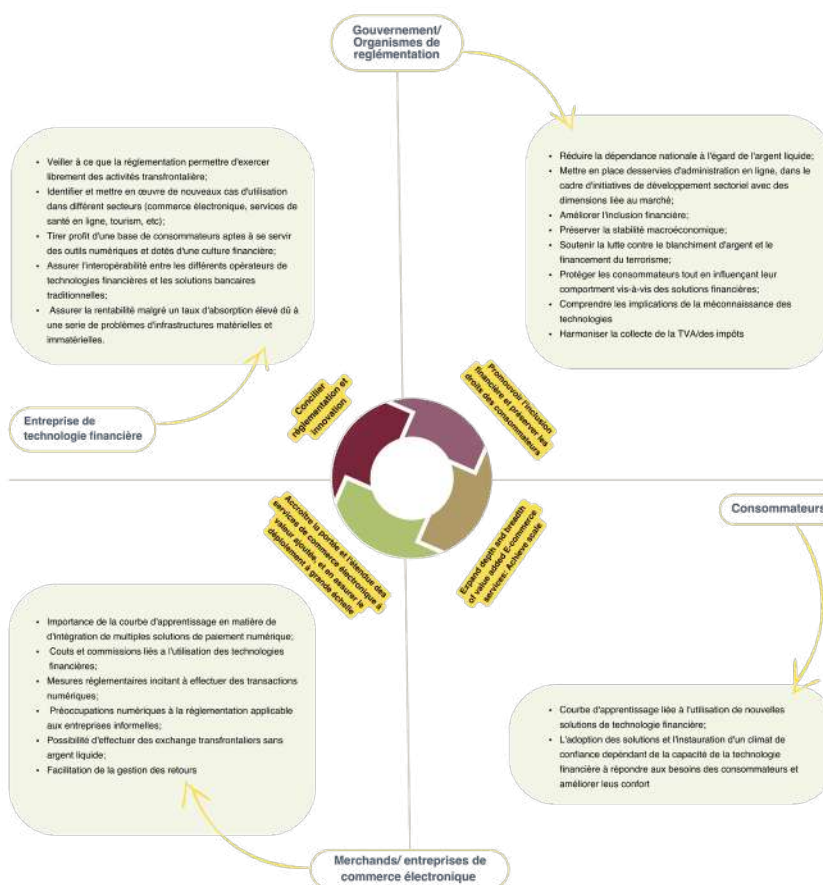 Gouvernement/
Organismes de
reglémentation
• Veiller à ce que la réglementation permettre d'exercer
librement des activités transfrontalière;
• Identifier et mettre en œuvre de nouveaux cas d'utilisation
dans différent secteurs (commerce électronique, services de
santé en ligne, tourism, etc);
• Tirer profit d'une base de consommateurs aptes à se servir
des outils numériques et dotés d'une culture financière;
• Assurer l'interopérabilité entre les différents opérateurs de
technologies financières et les solutions bancaires
traditionnelles;
• Assurer la rentabilité malgré un taux d'absorption élevé dû à
une serie de problèmes d'infrastructures matérielles et
immatérielles.
• Réduire la dépendance nationale à l'égard de l'argent liquide;
• Mettre en place desservies d'administration en ligne, dans le
cadre d'initiatives de développement sectoriel avec des
dimensions liée au marché;
• Améliorer l'inclusion financière;
• Préserver la stabilité macroéconomique;
• Soutenir la lutte contre le blanchiment d'argent et le
financement du terrorisme;
• Protéger les consommateurs tout en influençant leur
comportment vis-à-vis des solutions financières;
• Comprendre les implications de la méconnaissance des
technologies
• Harmoniser la collecte de la TVA/des impôts
Entreprise de
technologie financière
Concilier
réglementation et
innovation
Promouvoir l'inclusion
financière et préserver les
droits des consommateurs
Accroître la portée et l'étendue des
services de commerce électronique à
valeur ajoutée. et en assurer le
déploiement à grande échelle
Expand depth and breadth
of value added E-commerce
services: Achieve scale
Consommateurs
• Importance de la courbe d'apprentissage en matière de
d'intégration de multiples solutions de paiement numérique;
• Couts et commissions liés a l'utilisation des technologies
financières;
• Mesures réglementaires incitant à effectuer des transactions
numériques;
• Préoccupations numériques à la réglementation applicable
aux entreprises informelles;
• Possibilité d'effectuer des exchange transfrontaliers sans
argent liquide;
• Facilitation de la gestion des retours
• Courbe d'apprentissage liée à l'utilisation de nouvelles
solutions de technologie financière;
• L'adoption des solutions et l'instauration d'un climat de
confiance dépendant de la capacité de la technologie
financière à répondre aux besoins des consommateurs et
améliorer leus confort
Merchands/ entreprises de
commerce électronique